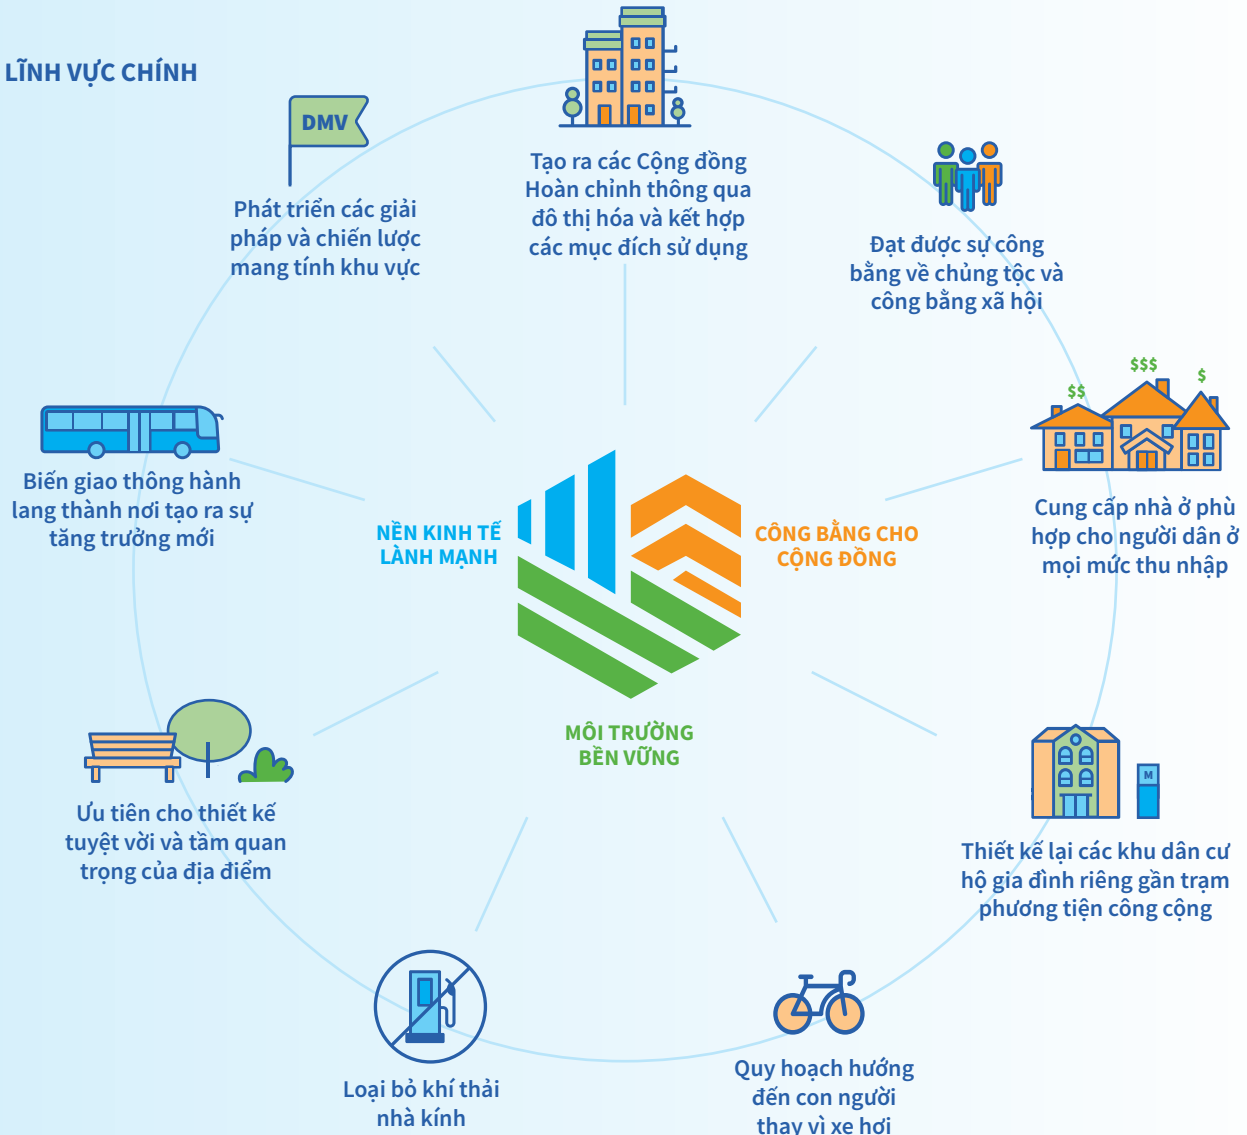 LĨNH VỰC CHÍNH
DMV
Phát triển các giải
pháp và chiến lược
mang tính khu vực
Tạo ra các Cộng đồng
Hoàn chỉnh thông qua
đô thị hóa và kết hợp
các mục đích sử dụng
Đạt được sự công
bằng về chủng tộc và
công bằng xã hội
$$
$$$
$
Cung cấp nhà ở phù
hợp cho người dân ở
mọi mức thu nhập
Biến giao thông hành
lang thành nơi tạo ra sự
tăng trưởng mới
NỀN KINH TẾ
LÀNH MẠNH
CÔNG BẰNG CHO
CỘNG ĐỒNG
MÔI TRƯỜNG
BỀN VỮNG
M
Thiết kế lại các khu dân cư
hộ gia đình riêng gần trạm
phương tiện công cộng
Ưu tiên cho thiết kế
tuyệt vời và tầm quan
trọng của địa điểm
Loại bỏ khí thải
nhà kính
Quy hoạch hướng
đến con người
thay vì xe hơi